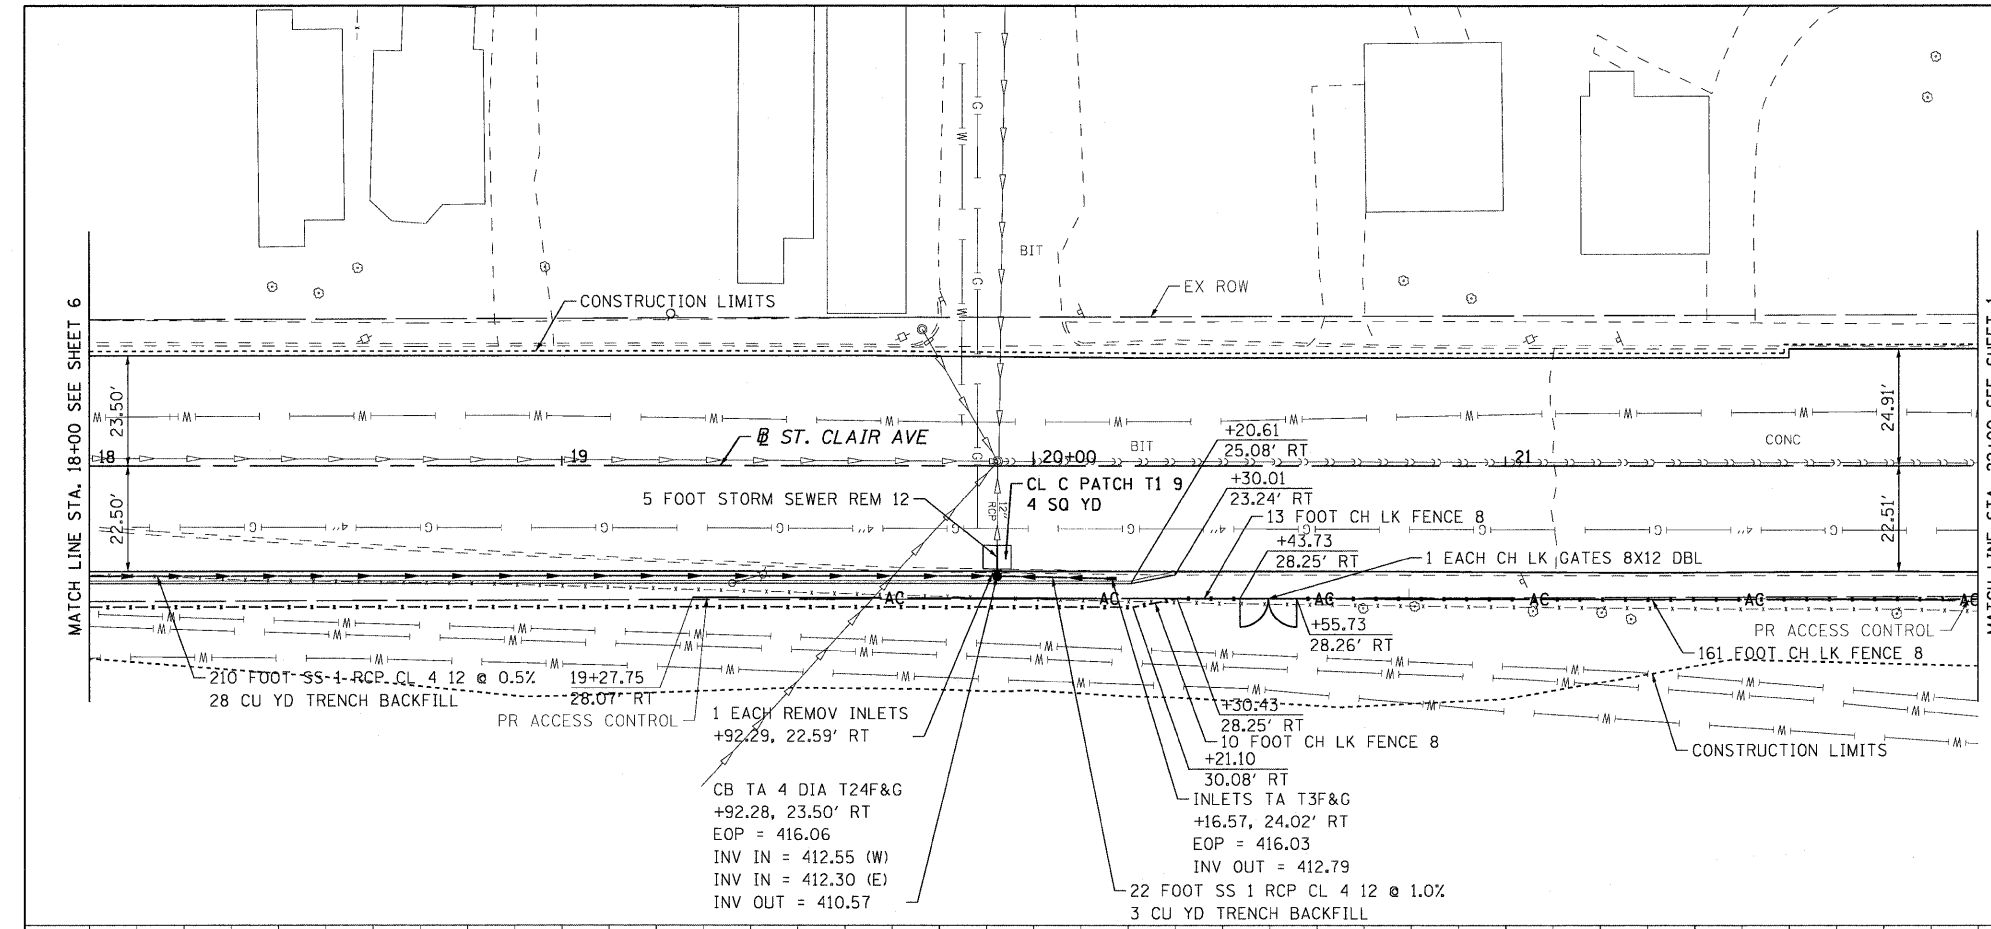 BIT
EX ROW
CONSTRUCTION LIMITS
MATCH LINE STA. 18+00 SEE SHEET 6
23.50'
22.50'
24.91'
22.51'
18
19
℄ ST. CLAIR AVE
20+00
BIT
21
CONC
+20.61
25.08' RT
+30.01
23.24' RT
5 FOOT STORM SEWER REM 12
12"
RCP
CL C PATCH T1 9
4 SQ YD
13 FOOT CH LK FENCE 8
+43.73
28.25' RT
1 EACH CH LK GATES 8X12 DBL
AC
AC
AC
AC
AC
AC
+55.73
28.26' RT
PR ACCESS CONTROL
161 FOOT CH LK FENCE 8
210 FOOT SS 1 RCP CL 4 12 @ 0.5%
28 CU YD TRENCH BACKFILL
19+27.75
28.07' RT
PR ACCESS CONTROL
1 EACH REMOV INLETS
+92.29, 22.59' RT
+30.43
28.25' RT
10 FOOT CH LK FENCE 8
+21.10
30.08' RT
CONSTRUCTION LIMITS
CB TA 4 DIA T24F&G
+92.28, 23.50' RT
EOP = 416.06
INV IN = 412.55 (W)
INV IN = 412.30 (E)
INV OUT = 410.57
INLETS TA T3F&G
+16.57, 24.02' RT
EOP = 416.03
INV OUT = 412.79
22 FOOT SS 1 RCP CL 4 12 @ 1.0%
3 CU YD TRENCH BACKFILL